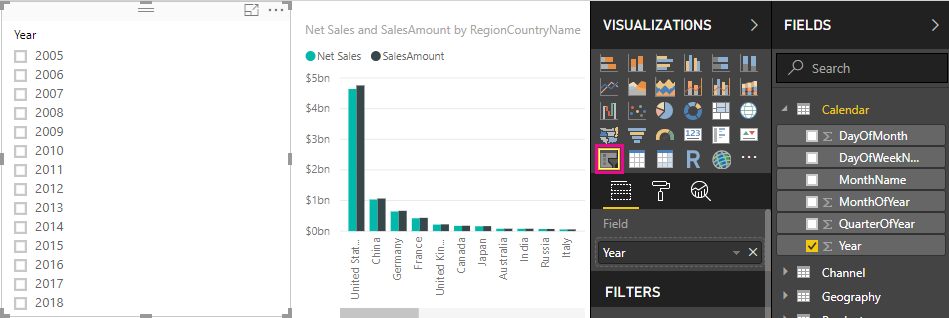 Year
2005
2006
2007
2008
2009
2010
2011
2012
2013
2014
2015
2016
2017
2018
Net Sales and SalesAmount by RegionCountryName
Net Sales SalesAmount
$5bn
$4bn
$3bn
$2bn
$1bn
$0bn
United Stat...
China
Germany
France
United Kin...
Canada
Japan
Australia
India
Russia
Italy
VISUALIZATIONS
123
R
Field
Year
FILTERS
FIELDS
Search
Calendar
DayOfMonth
DayOfWeekN...
MonthName
MonthOfYear
QuarterOfYear
Year
Channel
Geography